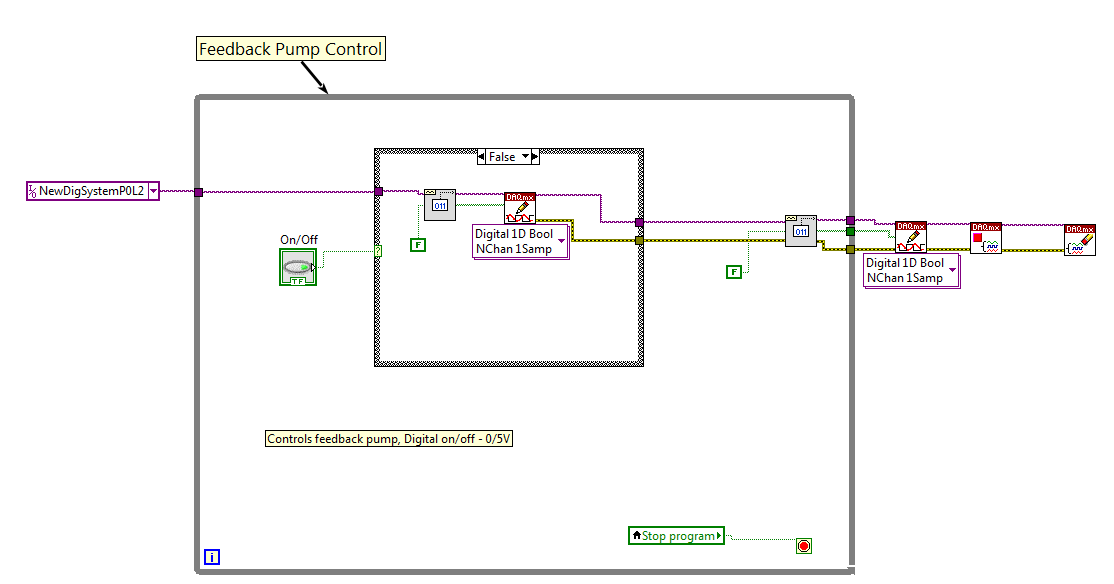 Feedback Pump Control
False
I/O NewDigSystemP0L2
011
DAQmx
Digital 1D Bool
NChan 1Samp
F
On/Off
TF
?
011
F
DAQmx
Digital 1D Bool
NChan 1Samp
DAQmx
DAQmx
Controls feedback pump, Digital on/off - 0/5V
Stop program
i